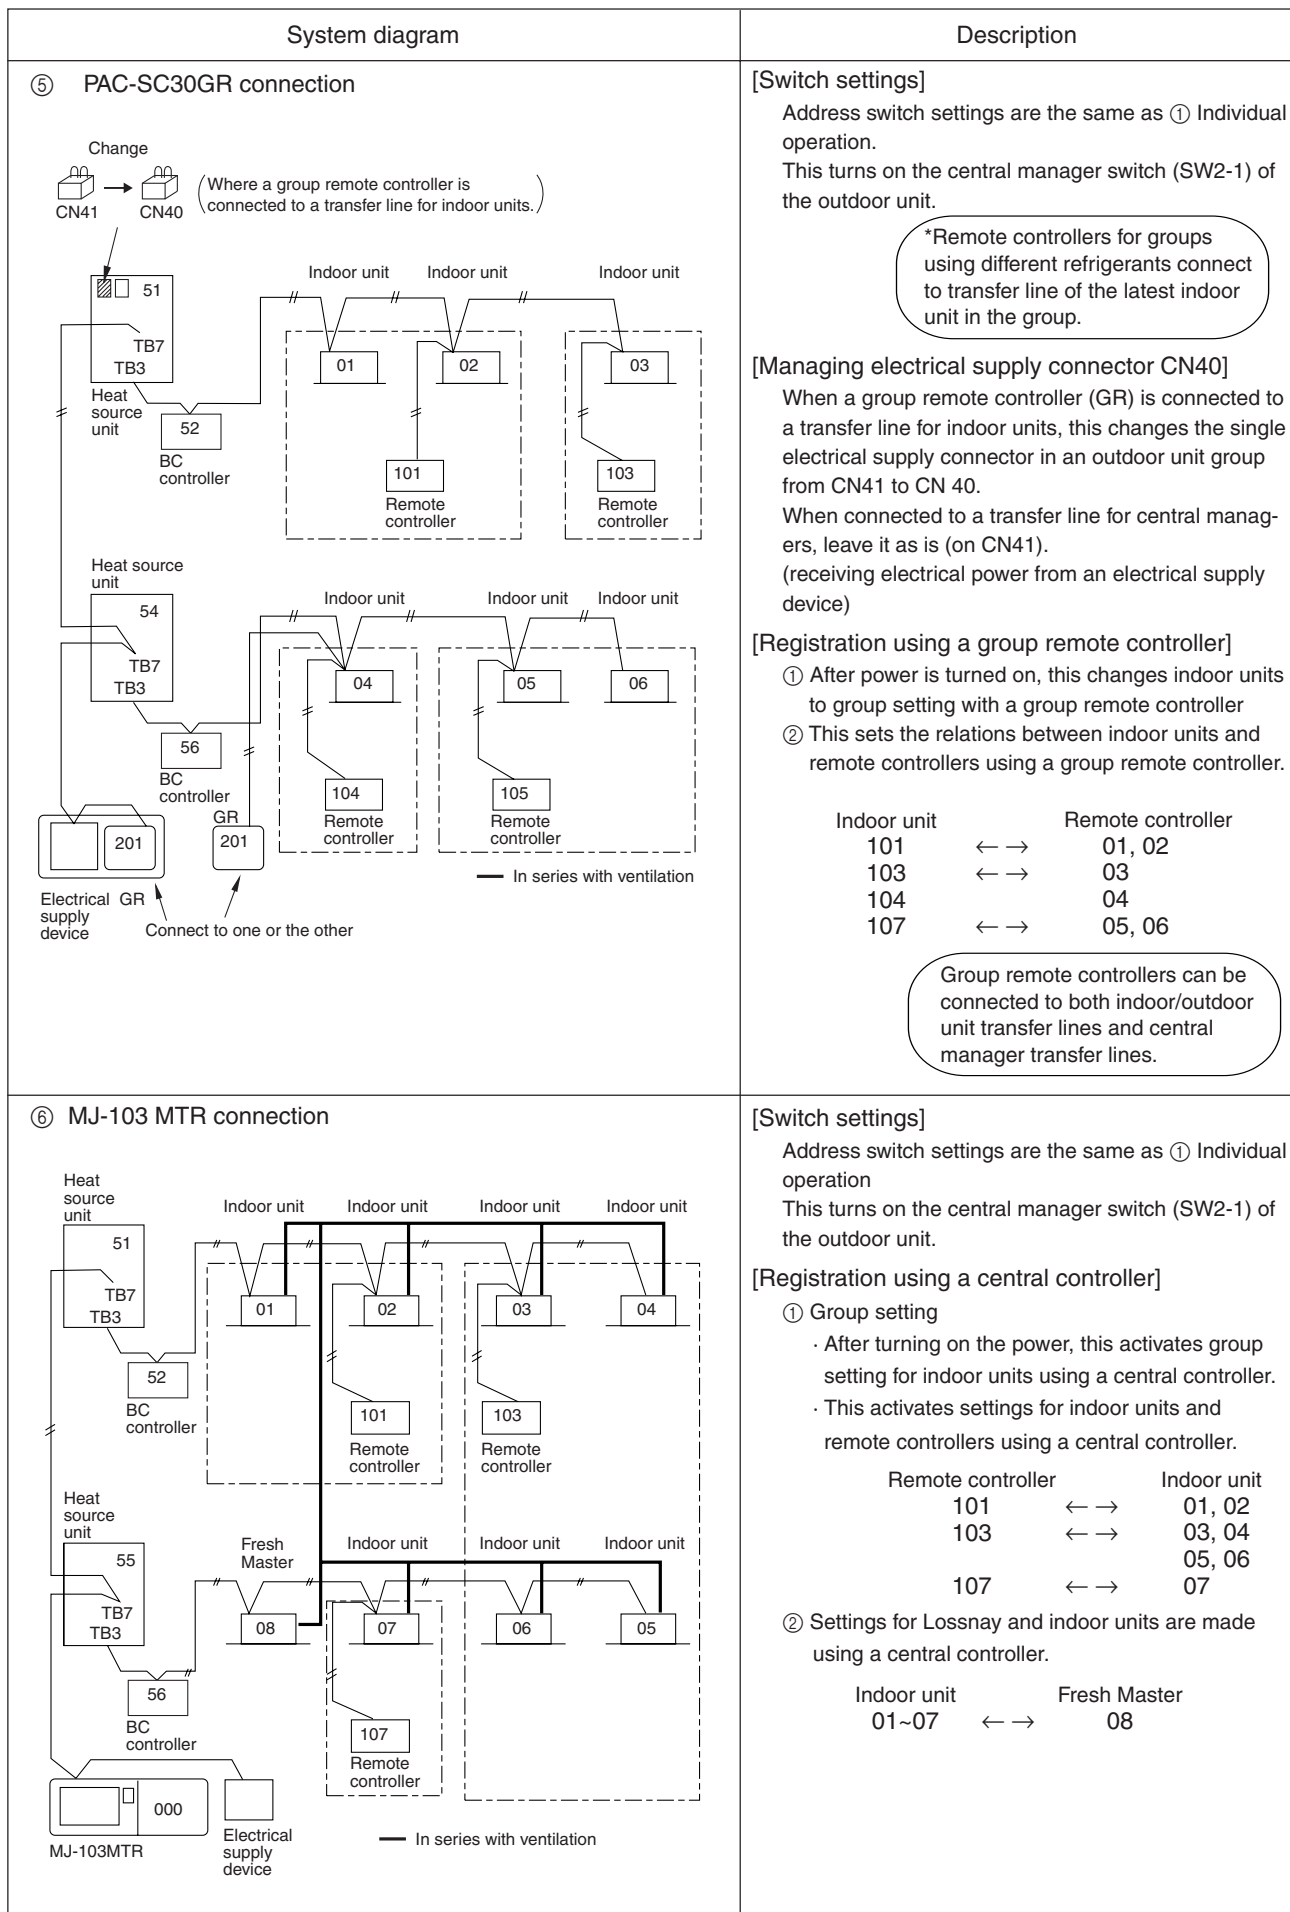 System diagram
Description
⑤ PAC-SC30GR connection
Change
CN41
CN40
(Where a group remote controller is
connected to a transfer line for indoor units.)
51
TB7
TB3
Heat
source
unit
52
BC
controller
Indoor unit
Indoor unit
Indoor unit
01
02
03
101
Remote
controller
103
Remote
controller
Heat source
unit
54
TB7
TB3
56
BC
controller
Indoor unit
Indoor unit
Indoor unit
04
05
06
104
Remote
controller
105
Remote
controller
201
GR
201
Electrical
supply
device
GR
Connect to one or the other
In series with ventilation
[Switch settings]
Address switch settings are the same as ① Individual
operation.
This turns on the central manager switch (SW2-1) of
the outdoor unit.
*Remote controllers for groups
using different refrigerants connect
to transfer line of the latest indoor
unit in the group.
[Managing electrical supply connector CN40]
When a group remote controller (GR) is connected to
a transfer line for indoor units, this changes the single
electrical supply connector in an outdoor unit group
from CN41 to CN 40.
When connected to a transfer line for central manag-
ers, leave it as is (on CN41).
(receiving electrical power from an electrical supply
device)
[Registration using a group remote controller]
① After power is turned on, this changes indoor units
to group setting with a group remote controller
② This sets the relations between indoor units and
remote controllers using a group remote controller.
Indoor unit Remote controller
101 ← → 01, 02
103 ← → 03
104 04
107 ← → 05, 06
Group remote controllers can be
connected to both indoor/outdoor
unit transfer lines and central
manager transfer lines.
⑥ MJ-103 MTR connection
Heat
source
unit
51
TB7
TB3
52
BC
controller
Indoor unit
Indoor unit
Indoor unit
Indoor unit
01
02
03
04
101
Remote
controller
103
Remote
controller
Heat
source
unit
55
TB7
TB3
56
BC
controller
Fresh
Master
Indoor unit
Indoor unit
Indoor unit
08
07
06
05
107
Remote
controller
000
MJ-103MTR
Electrical
supply
device
In series with ventilation
[Switch settings]
Address switch settings are the same as ① Individual
operation
This turns on the central manager switch (SW2-1) of
the outdoor unit.
[Registration using a central controller]
① Group setting
· After turning on the power, this activates group
setting for indoor units using a central controller.
· This activates settings for indoor units and
remote controllers using a central controller.
Remote controller Indoor unit
101 ← → 01, 02
103 ← → 03, 04
05, 06
107 ← → 07
② Settings for Lossnay and indoor units are made
using a central controller.
Indoor unit Fresh Master
01~07 ← → 08